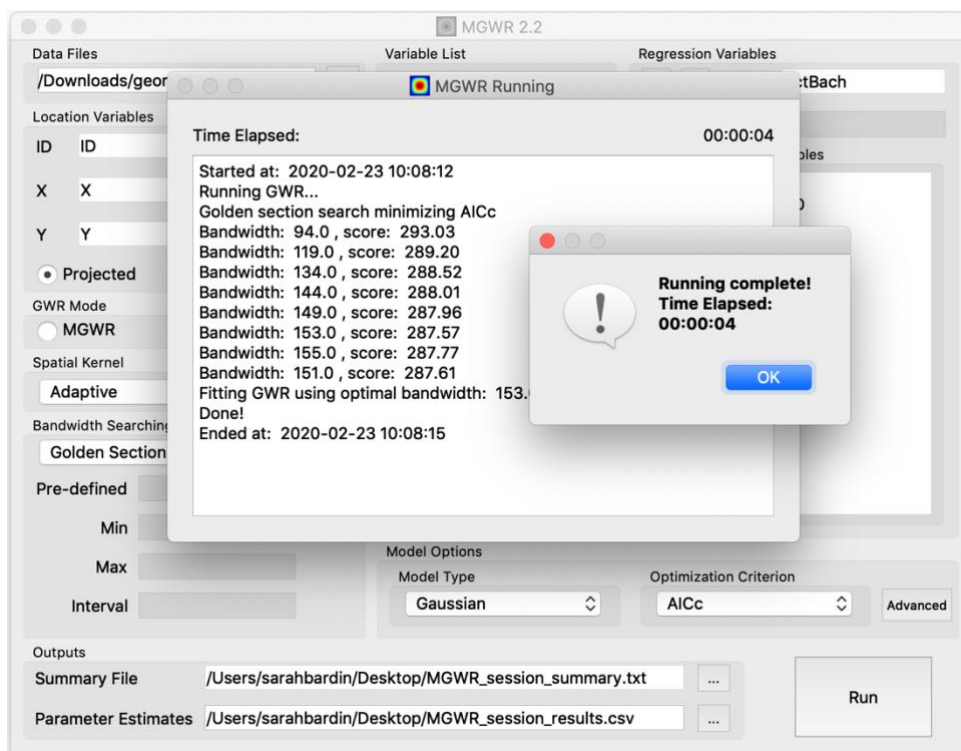 MGWR 2.2
Data Files
Variable List
Regression Variables
/Downloads/geor
ctBach
MGWR Running
Location Variables
ID ID
X X
Y Y
Projected
GWR Mode
MGWR
Spatial Kernel
Adaptive
Bandwidth Searching
Golden Section
Pre-defined
Min
Max
Interval
Time Elapsed: 00:00:04
Started at: 2020-02-23 10:08:12
Running GWR...
Golden section search minimizing AICc
Bandwidth: 94.0 , score: 293.03
Bandwidth: 119.0 , score: 289.20
Bandwidth: 134.0 , score: 288.52
Bandwidth: 144.0 , score: 288.01
Bandwidth: 149.0 , score: 287.96
Bandwidth: 153.0 , score: 287.57
Bandwidth: 155.0 , score: 287.77
Bandwidth: 151.0 , score: 287.61
Fitting GWR using optimal bandwidth: 153.
Done!
Ended at: 2020-02-23 10:08:15
Running complete!
Time Elapsed:
00:00:04
OK
Model Options
Model Type
Optimization Criterion
Gaussian
AICc
Advanced
Outputs
Summary File /Users/sarahbardin/Desktop/MGWR_session_summary.txt ...
Parameter Estimates /Users/sarahbardin/Desktop/MGWR_session_results.csv ...
Run